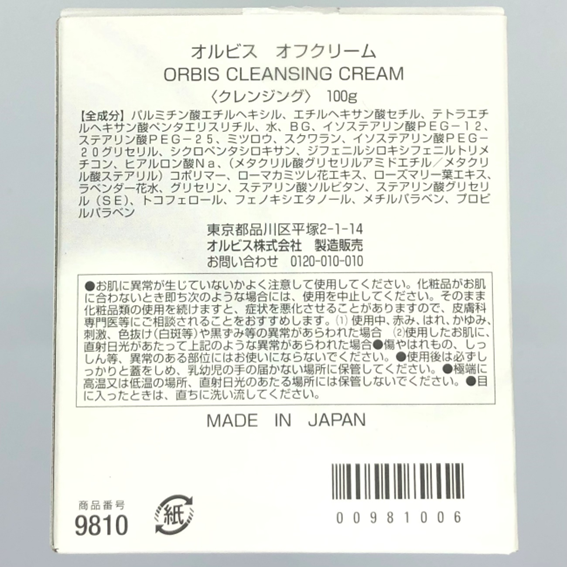 オルビス　オフクリーム
ORBIS CLEANSING CREAM
〈クレンジング〉 100g
【全成分】パルミチン酸エチルヘキシル、エチルヘキサン酸セチル、テトラエチ
ルヘキサン酸ペンタエリスリチル、水、BG、イソステアリン酸PEG-12、
ステアリン酸PEG-25、ミツロウ、スクワラン、イソステアリン酸PEG-
20グリセリル、シクロペンタシロキサン、ジフェニルシロキシフェニルトリメ
チコン、ヒアルロン酸Na、（メタクリル酸グリセリルアミドエチル／メタクリ
ル酸ステアリル）コポリマー、ローマカミツレ花エキス、ローズマリー葉エキス、
ラベンダー花水、グリセリン、ステアリン酸ソルビタン、ステアリン酸グリセリ
ル（SE）、トコフェロール、フェノキシエタノール、メチルパラベン、プロピ
ルパラベン
東京都品川区平塚2-1-14
オルビス株式会社　製造販売
お問い合わせ　0120-010-010
●お肌に異常が生じていないかよく注意して使用してください。化粧品がお肌
に合わないとき即ち次のような場合には、使用を中止してください。そのまま
化粧品類の使用を続けますと、症状を悪化させることがありますので、皮膚科
専門医等にご相談されることをおすすめします。(1)使用中、赤み、はれ、かゆみ、
刺激、色抜け（白斑等）や黒ずみ等の異常があらわれた場合　(2)使用したお肌に、
直射日光があたって上記のような異常があらわれた場合●傷やはれもの、しっ
しん等、異常のある部位にはお使いにならないでください。●使用後は必ずし
っかりと蓋をしめ、乳幼児の手の届かない場所に保管してください。●極端に
高温又は低温の場所、直射日光のあたる場所には保管しないでください。●目
に入ったときは、直ちに洗い流してください。
MADE IN JAPAN
商品番号
9810
紙
00981006